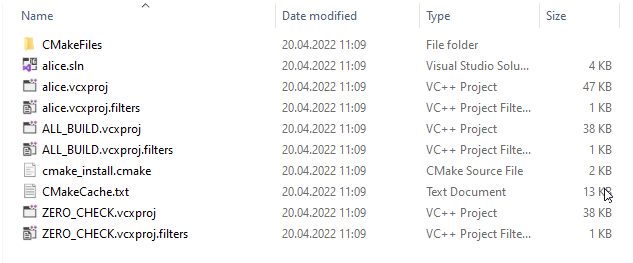 Name Date modified Type Size
CMakeFiles 20.04.2022 11:09 File folder
alice.sln 20.04.2022 11:09 Visual Studio Solu... 4 KB
alice.vcxproj 20.04.2022 11:09 VC++ Project 47 KB
alice.vcxproj.filters 20.04.2022 11:09 VC++ Project Filte... 1 KB
ALL_BUILD.vcxproj 20.04.2022 11:09 VC++ Project 38 KB
ALL_BUILD.vcxproj.filters 20.04.2022 11:09 VC++ Project Filte... 1 KB
cmake_install.cmake 20.04.2022 11:09 CMake Source File 2 KB
CMakeCache.txt 20.04.2022 11:09 Text Document 13 KB
ZERO_CHECK.vcxproj 20.04.2022 11:09 VC++ Project 38 KB
ZERO_CHECK.vcxproj.filters 20.04.2022 11:09 VC++ Project Filte... 1 KB